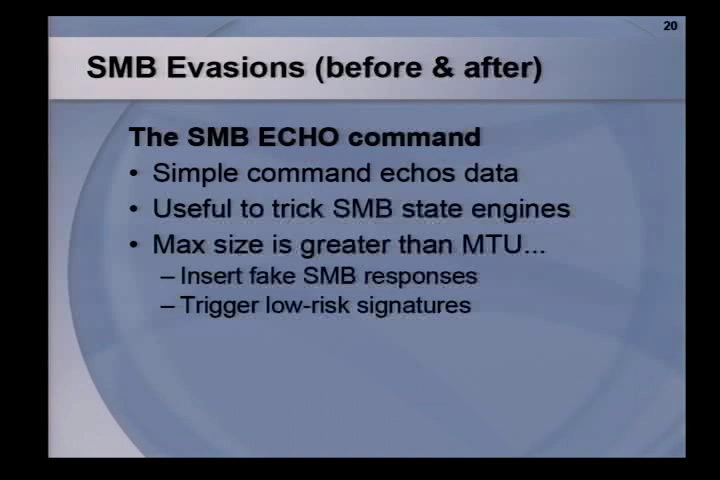 20
SMB Evasions (before & after)
The SMB ECHO command
• Simple command echos data
• Useful to trick SMB state engines
• Max size is greater than MTU...
– Insert fake SMB responses
– Trigger low-risk signatures